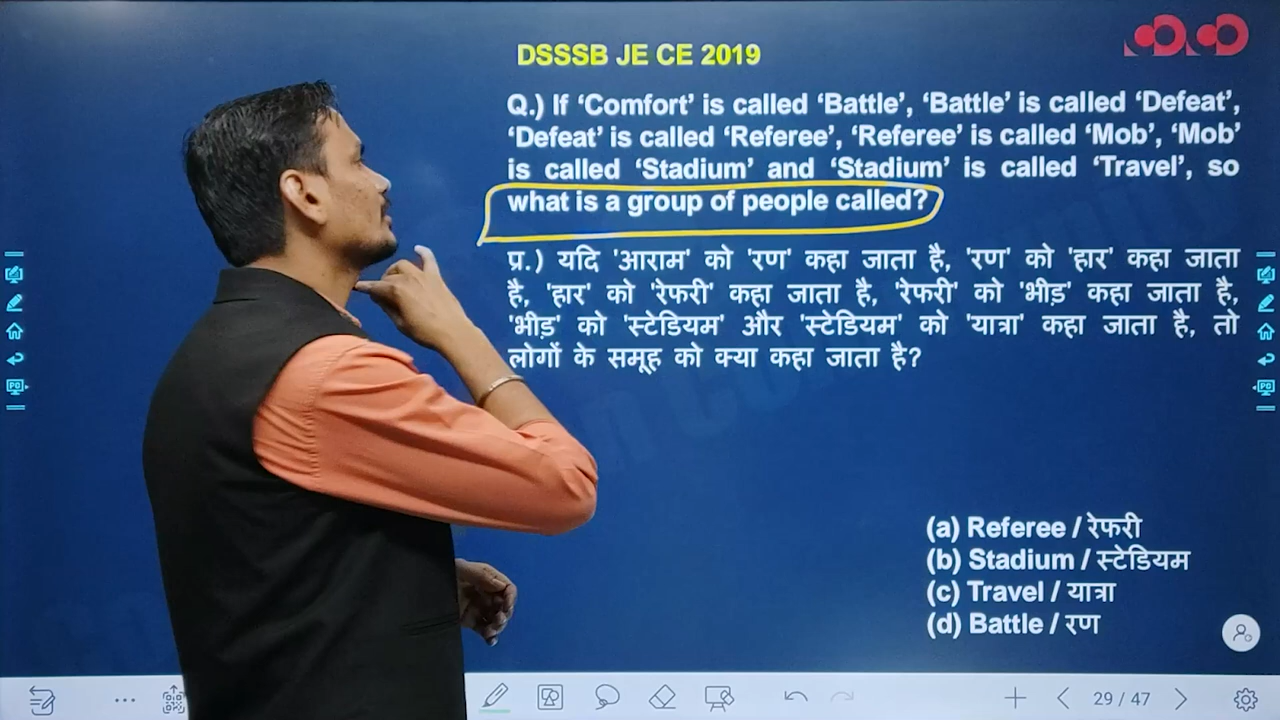 DSSSB JE CE 2019
Q.) If ‘Comfort’ is called ‘Battle’, ‘Battle’ is called ‘Defeat’,
‘Defeat’ is called ‘Referee’, ‘Referee’ is called ‘Mob’, ‘Mob’
is called ‘Stadium’ and ‘Stadium’ is called ‘Travel’, so
what is a group of people called?
प्र.) यदि 'आराम' को 'रण' कहा जाता है, 'रण' को 'हार' कहा जाता
है, 'हार' को 'रेफरी' कहा जाता है, 'रेफरी' को 'भीड़' कहा जाता है,
'भीड़' को 'स्टेडियम' और 'स्टेडियम' को 'यात्रा' कहा जाता है, तो
लोगों के समूह को क्या कहा जाता है?
(a) Referee / रेफरी
(b) Stadium / स्टेडियम
(c) Travel / यात्रा
(d) Battle / रण
29 / 47